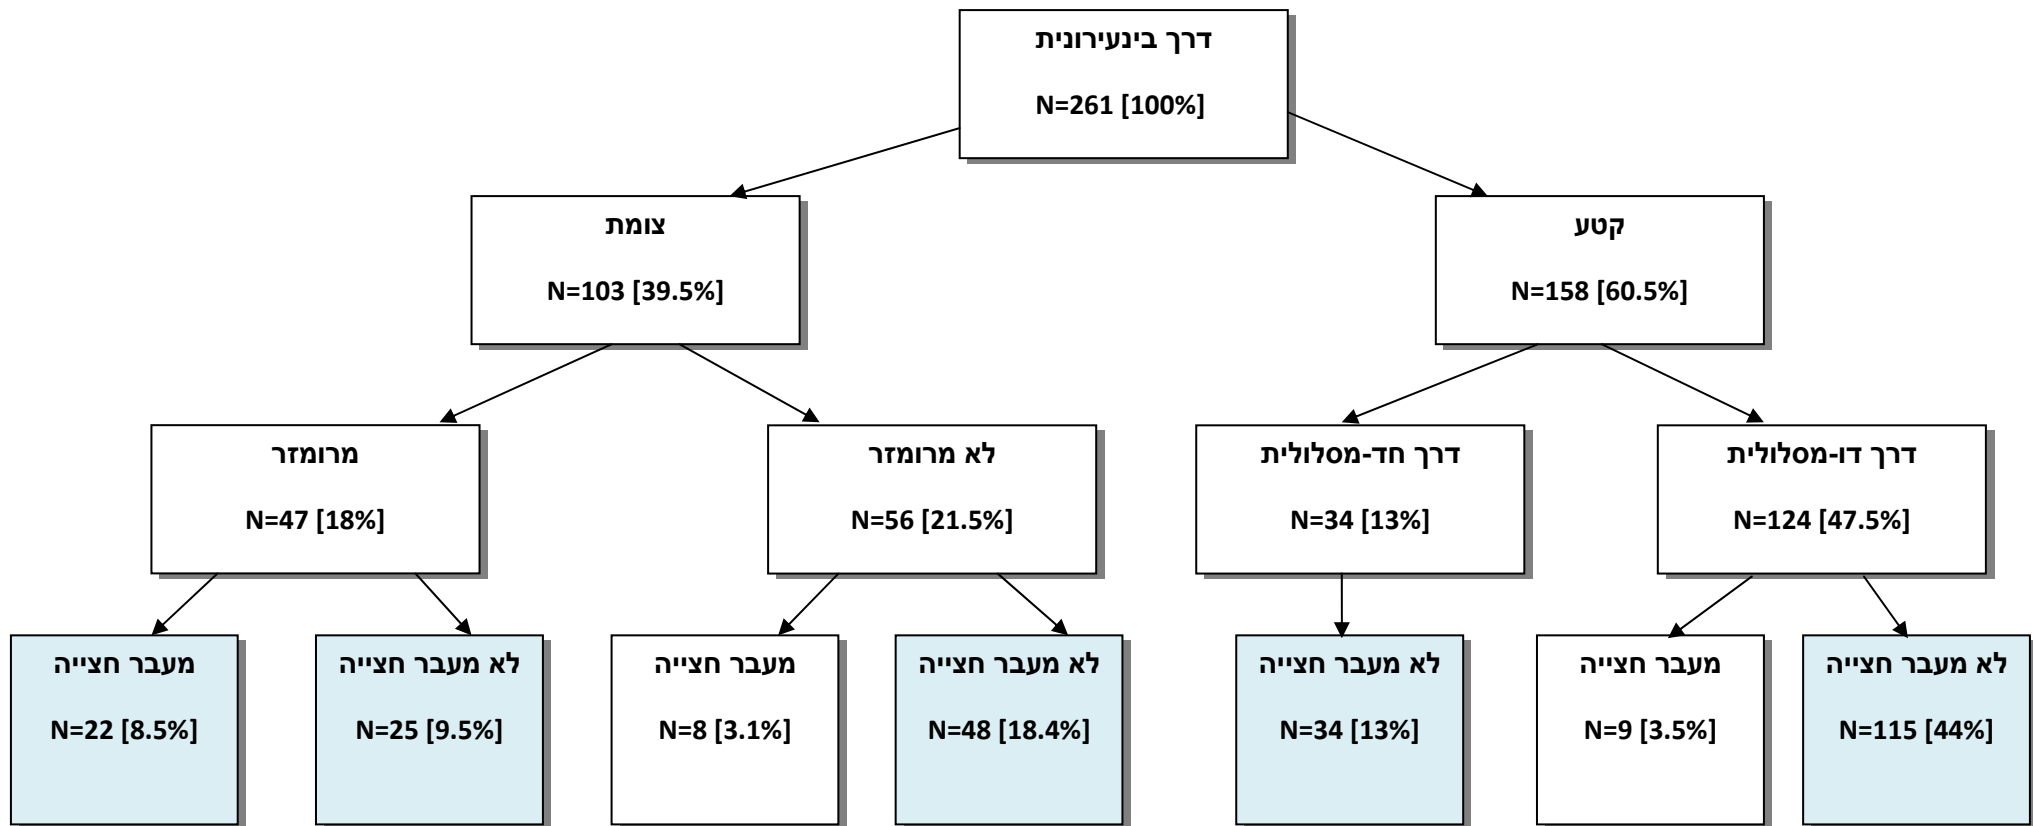 דרך בינעירונית
N=261 [100%]
קטע
N=158 [60.5%]
צומת
N=103 [39.5%]
דרך דו-מסלולית
N=124 [47.5%]
דרך חד-מסלולית
N=34 [13%]
לא מרומזר
N=56 [21.5%]
מרומזר
N=47 [18%]
לא מעבר חצייה
N=115 [44%]
מעבר חצייה
N=9 [3.5%]
לא מעבר חצייה
N=34 [13%]
לא מעבר חצייה
N=48 [18.4%]
מעבר חצייה
N=8 [3.1%]
לא מעבר חצייה
N=25 [9.5%]
מעבר חצייה
N=22 [8.5%]